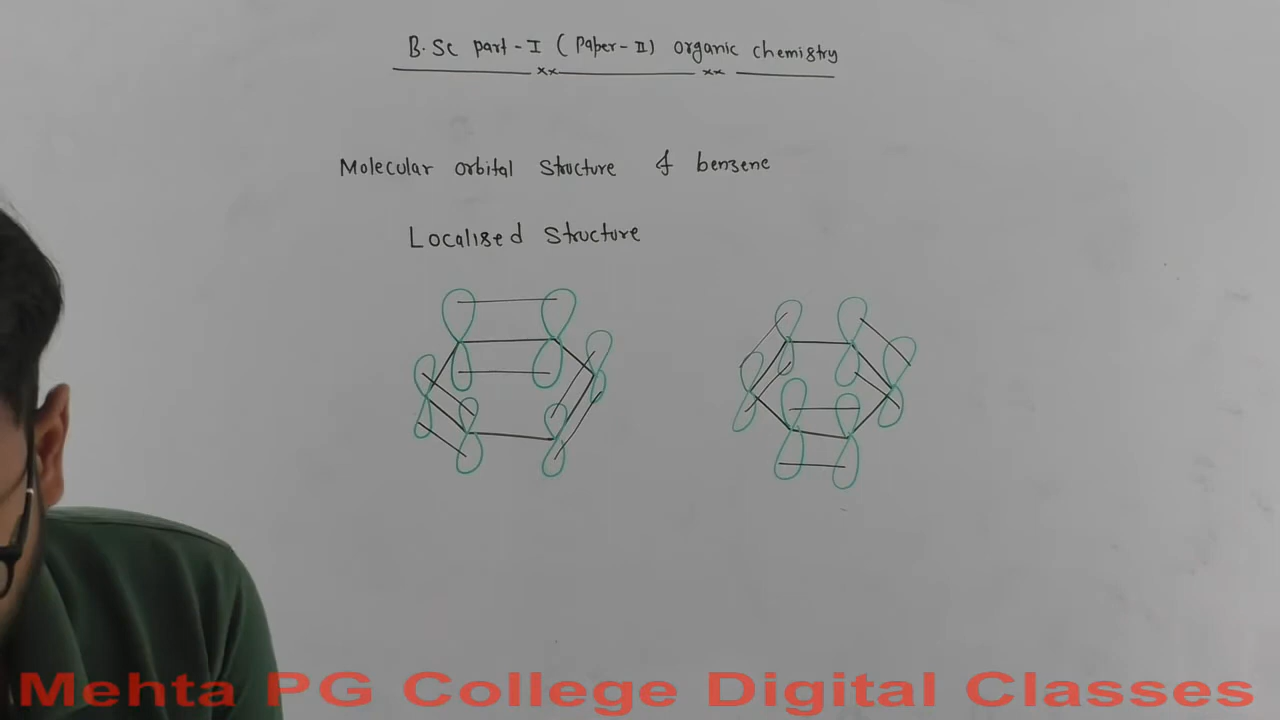 B.Sc part-I (Paper-II) organic chemistry
Molecular orbital Structure of benzene
Localised Structure
Mehta PG College Digital Classes